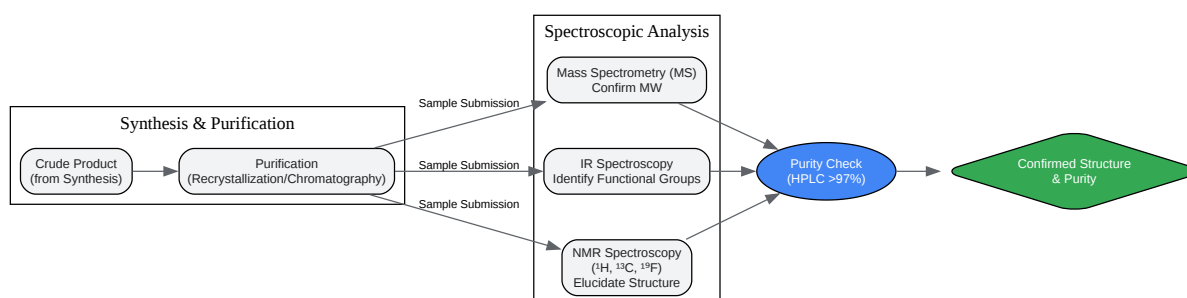 Synthesis & Purification
Crude Product
(from Synthesis)
Purification
(Recrystallization/Chromatography)
Sample Submission
Sample Submission
Sample Submission
Spectroscopic Analysis
Mass Spectrometry (MS)
Confirm MW
IR Spectroscopy
Identify Functional Groups
NMR Spectroscopy
(¹H, ¹³C, ¹⁹F)
Elucidate Structure
Purity Check
(HPLC >97%)
Confirmed Structure
& Purity